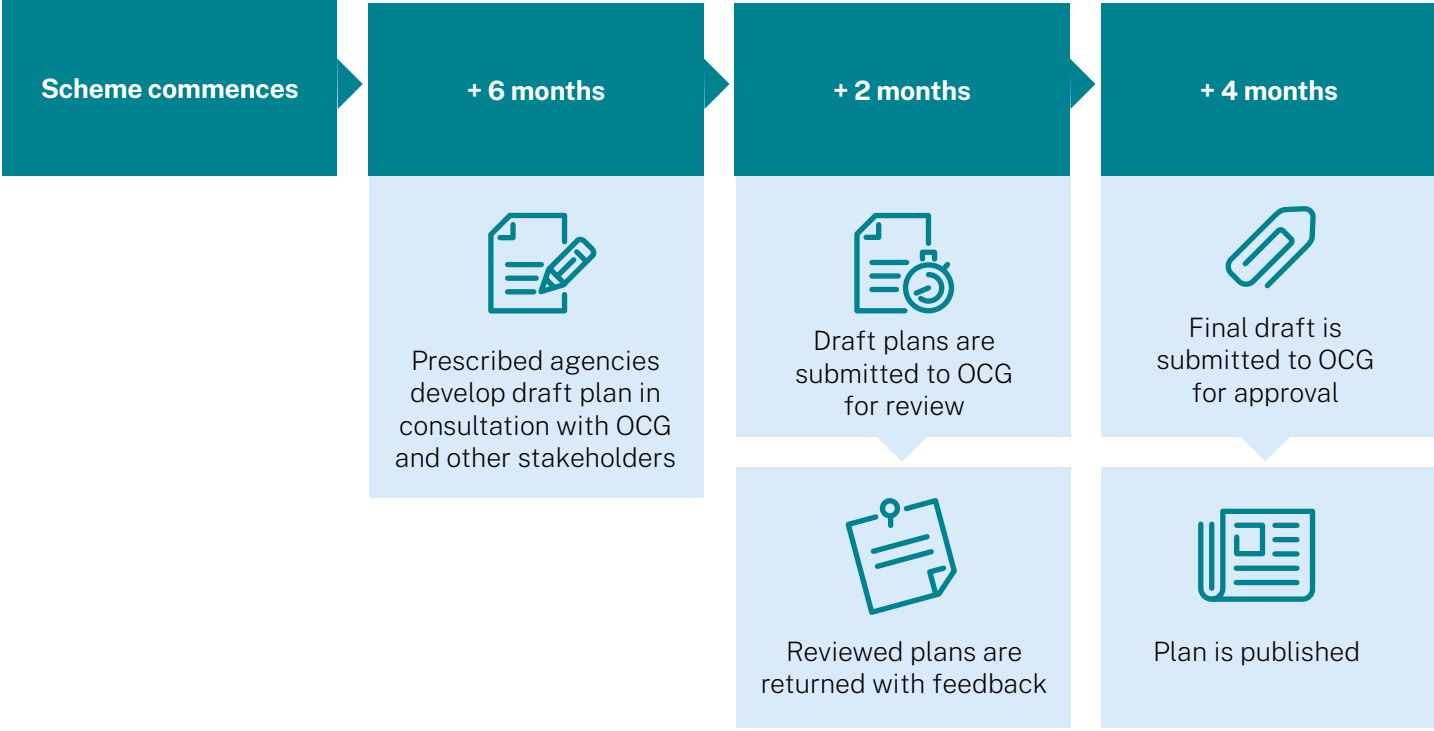 Scheme commences
+ 6 months
+ 2 months
+ 4 months
Prescribed agencies
develop draft plan in
consultation with OCG
and other stakeholders
Draft plans are
submitted to OCG
for review
Reviewed plans are
returned with feedback
Final draft is
submitted to OCG
for approval
Plan is published